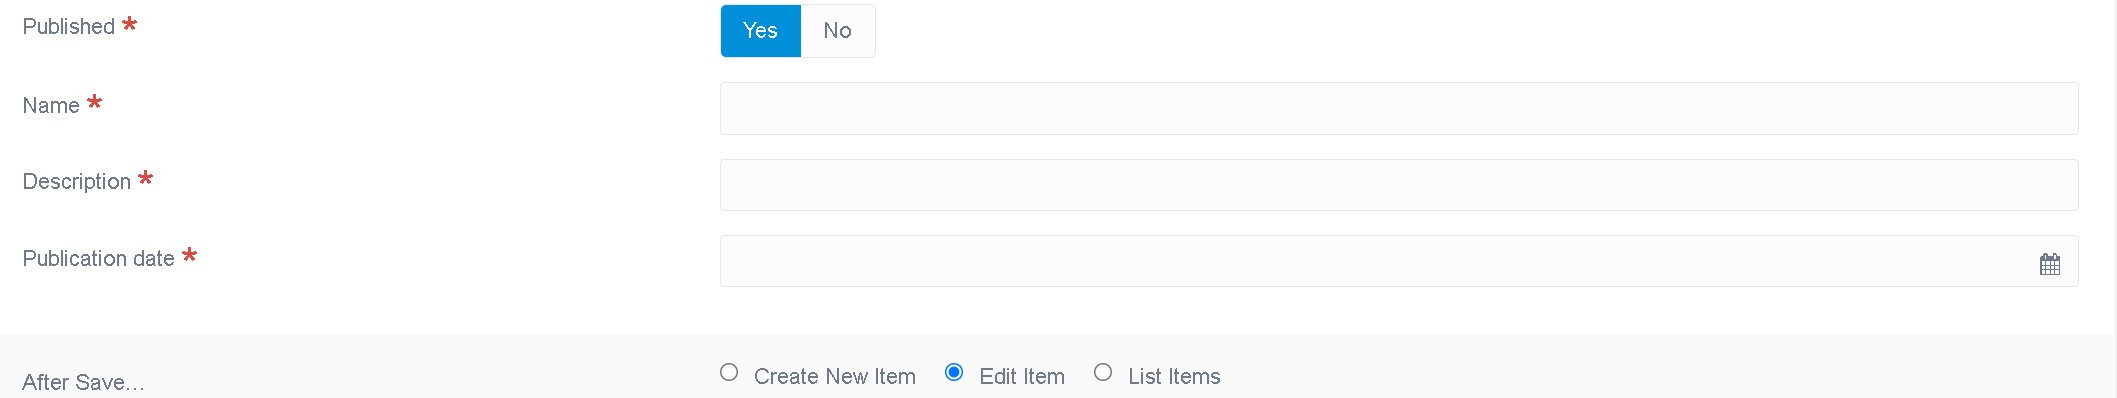 Published *
Yes No
Name *
Description *
Publication date *
After Save...
Create New Item Edit Item List Items